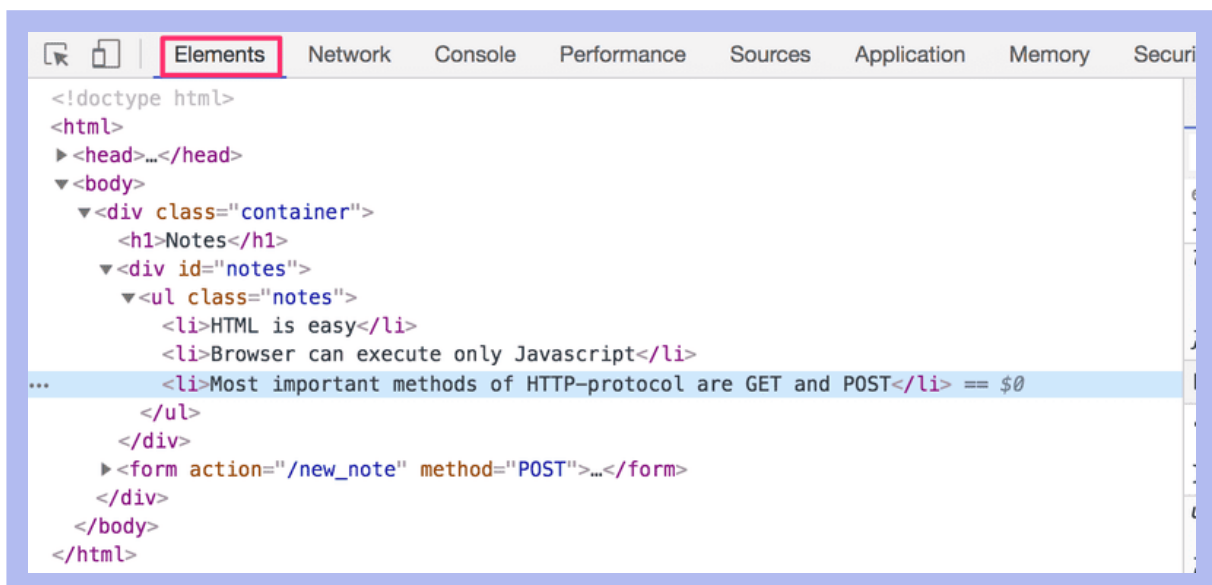 Elements Network Console Performance Sources Application Memory
<!doctype html>
<html>
<head>…</head>
<body>
<div class="container">
<h1>Notes</h1>
<div id="notes">
<ul class="notes">
<li>HTML is easy</li>
<li>Browser can execute only Javascript</li>
… <li>Most important methods of HTTP-protocol are GET and POST</li> == $0
</ul>
</div>
<form action="/new_note" method="POST">…</form>
</div>
</body>
</html>